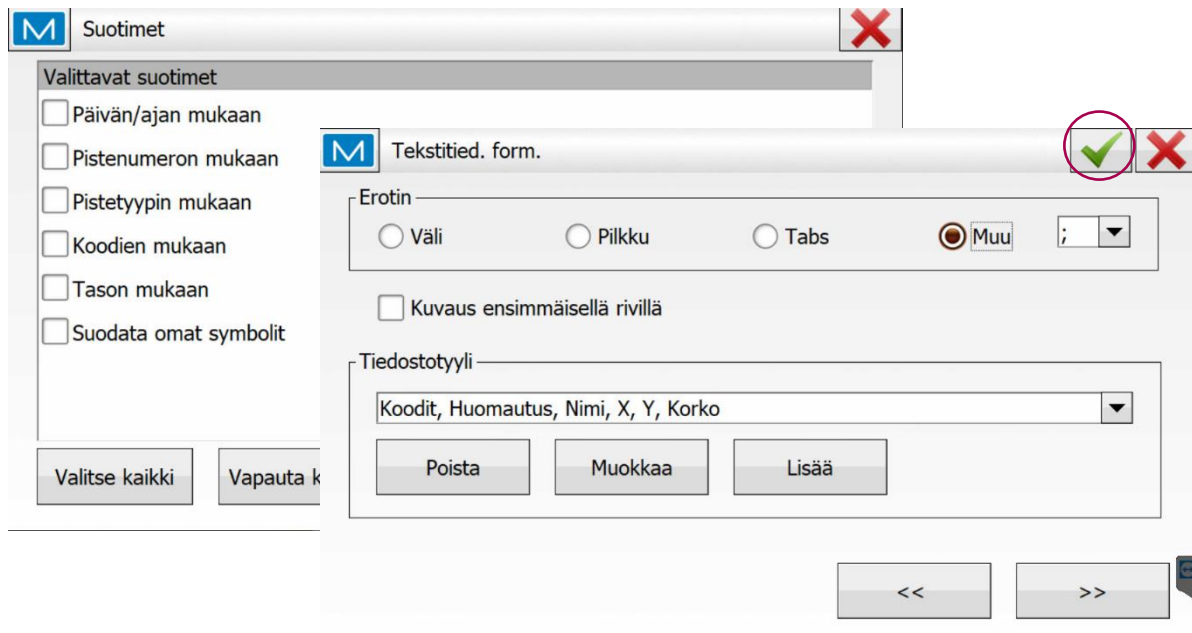 Suotimet
Valittavat suotimet
Päivän/ajan mukaan
Pistenumeron mukaan
Pistetyypin mukaan
Koodien mukaan
Tason mukaan
Suodata omat symbolit
Valitse kaikki
Vapauta k
Tekstitied. form.
Erotin
Väli
Pilkku
Tabs
Muu
;
Kuvaus ensimmäisellä rivillä
Tiedostotyyli
Koodit, Huomautus, Nimi, X, Y, Korko
Poista
Muokkaa
Lisää
<<
>>